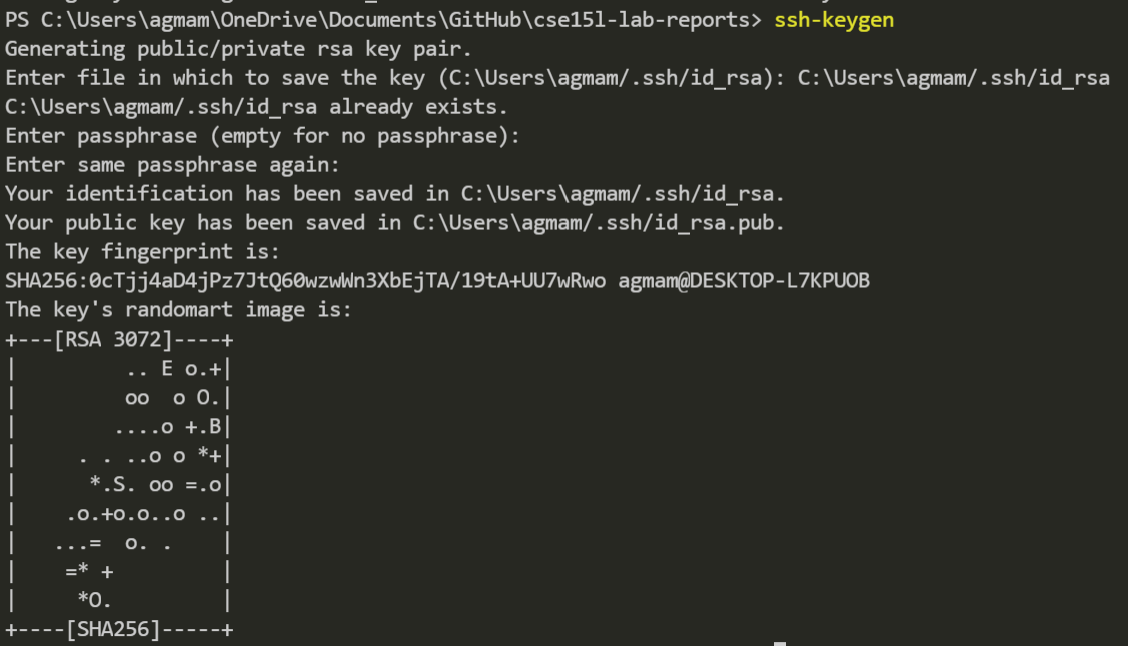 PS C:\Users\agmam\OneDrive\Documents\GitHub\cse15l-lab-reports> ssh-keygen
Generating public/private rsa key pair.
Enter file in which to save the key (C:\Users\agmam/.ssh/id_rsa): C:\Users\agmam/.ssh/id_rsa
C:\Users\agmam/.ssh/id_rsa already exists.
Enter passphrase (empty for no passphrase):
Enter same passphrase again:
Your identification has been saved in C:\Users\agmam/.ssh/id_rsa.
Your public key has been saved in C:\Users\agmam/.ssh/id_rsa.pub.
The key fingerprint is:
SHA256:0cTjj4aD4jPz7JtQ60wzwWn3XbEjTA/19tA+UU7wRwo agmam@DESKTOP-L7KPUOB
The key's randomart image is:
+---[RSA 3072]----+
|         .. E o.+|
|         oo  o O.|
|        ....o +.B|
|     . . ..o o *+|
|      *.S. oo =.o|
|    .o.+o.o..o ..|
|   ...=  o. .    |
|    =* +         |
|     *O.         |
+----[SHA256]-----+